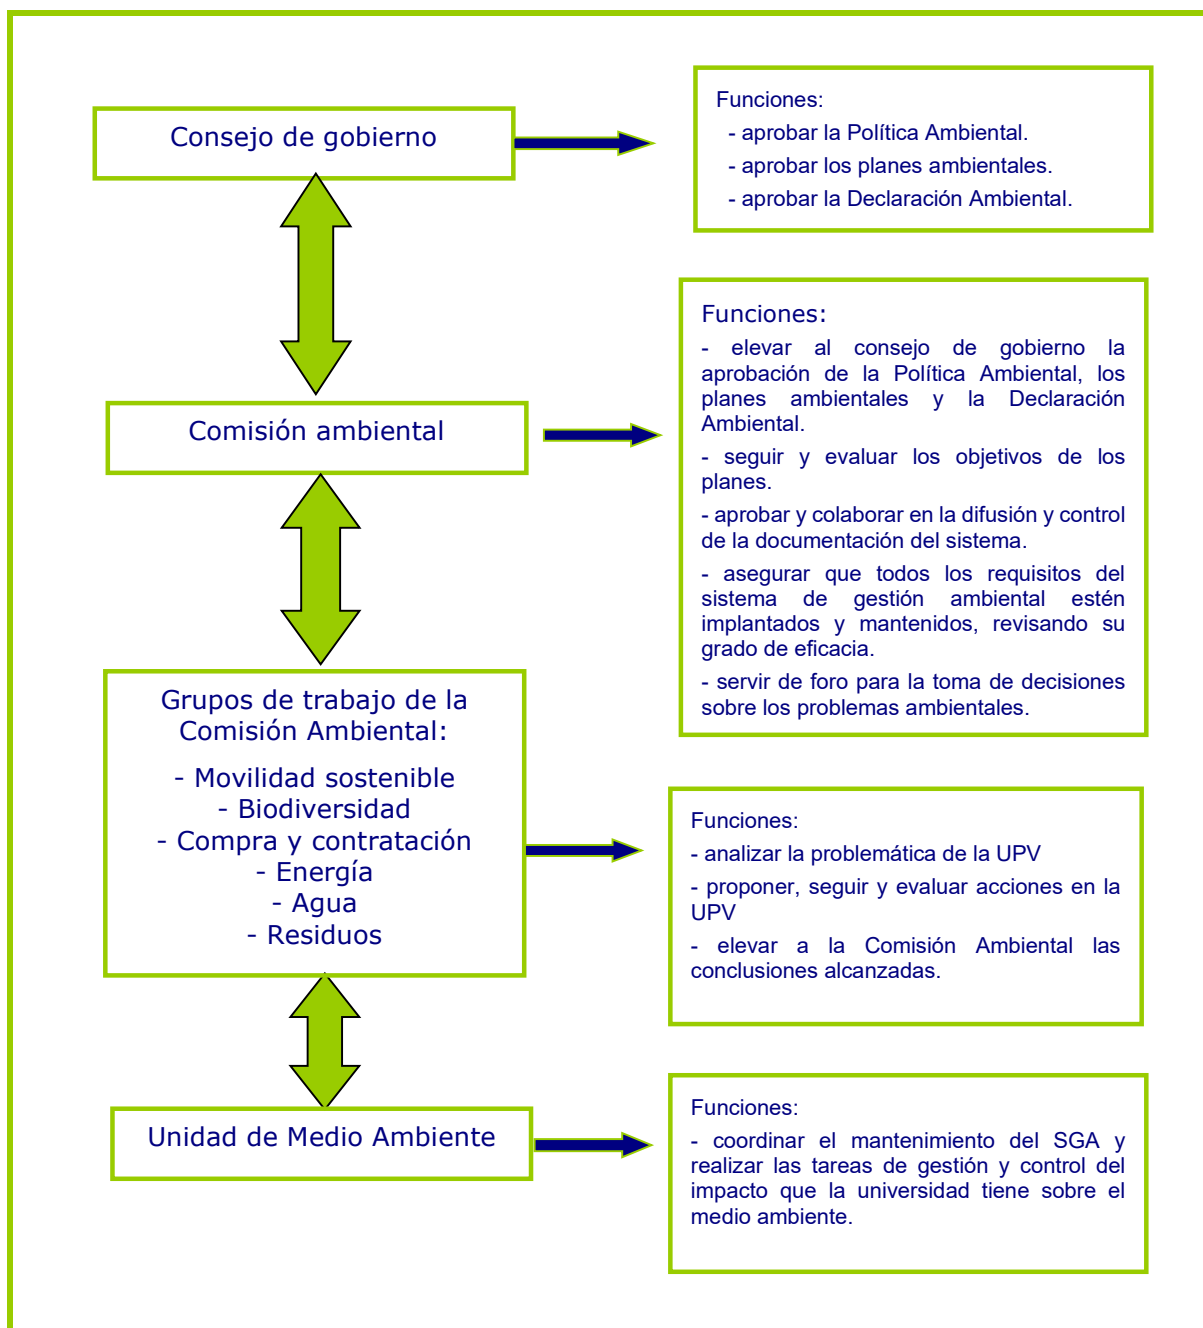 Consejo de gobierno
Funciones:
- aprobar la Política Ambiental.
- aprobar los planes ambientales.
- aprobar la Declaración Ambiental.
Comisión ambiental
Funciones:
- elevar al consejo de gobierno la
aprobación de la Política Ambiental, los
planes ambientales y la Declaración
Ambiental.
- seguir y evaluar los objetivos de los
planes.
- aprobar y colaborar en la difusión y control
de la documentación del sistema.
- asegurar que todos los requisitos del
sistema de gestión ambiental estén
implantados y mantenidos, revisando su
grado de eficacia.
- servir de foro para la toma de decisiones
sobre los problemas ambientales.
Grupos de trabajo de la
Comisión Ambiental:
- Movilidad sostenible
- Biodiversidad
- Compra y contratación
- Energía
- Agua
- Residuos
Funciones:
- analizar la problemática de la UPV
- proponer, seguir y evaluar acciones en la
UPV
- elevar a la Comisión Ambiental las
conclusiones alcanzadas.
Unidad de Medio Ambiente
Funciones:
- coordinar el mantenimiento del SGA y
realizar las tareas de gestión y control del
impacto que la universidad tiene sobre el
medio ambiente.